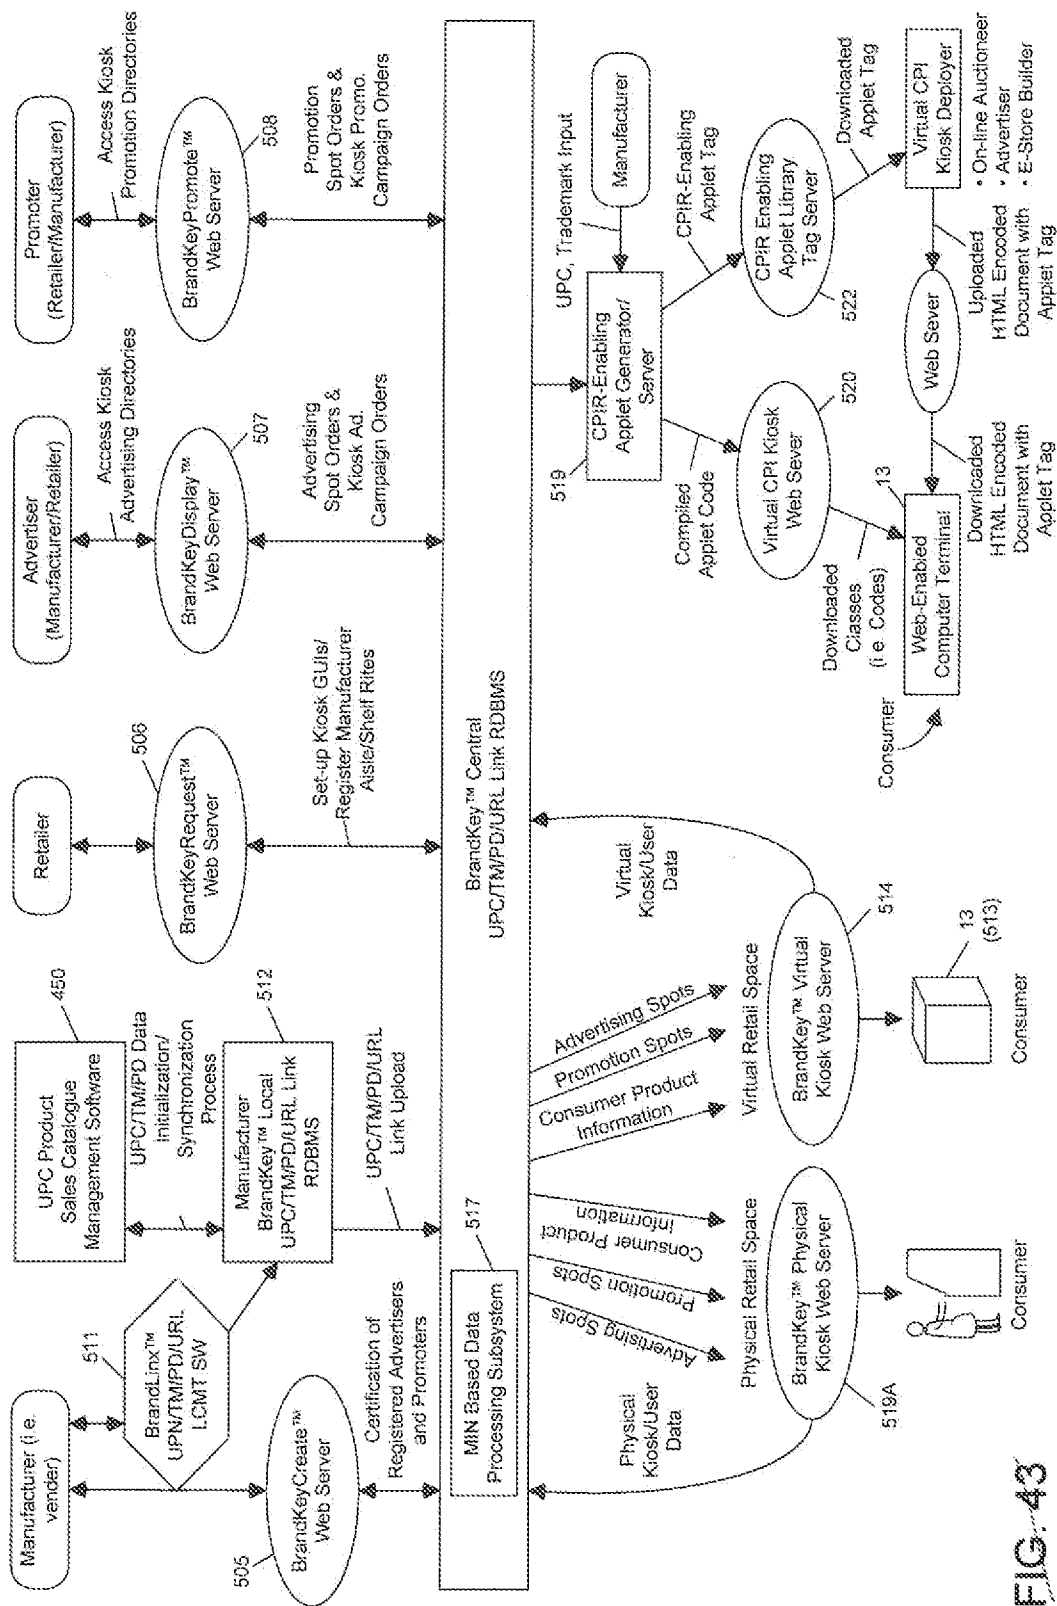 Manufacturer (i.e.
vender)
511
BrandLinx™
UPN/TM/PD/URL
LCMT SW
505
BrandKeyCreate™
Web Server
Certification of
Registered Advertisers
and Promoters
UPC Product
Sales Catalogue
Management Software
450
UPC/TM/PD Data
Initialization/
Synchronization
Process
Manufacturer
BrandKey™ Local
UPC/TM/PD/URL Link
RDBMS
512
UPC/TM/PD/URL
Link Upload
Retailer
506
BrandKeyRequest™
Web Server
Set-up Kiosk GUIs/
Register Manufacturer
Aisle/Shelf Rites
Advertiser
(Manufacturer/Retailer)
Access Kiosk
Advertising Directories
BrandKeyDisplay™
Web Server
507
Advertising
Spot Orders &
Kiosk Ad.
Campaign Orders
Promoter
(Retailer/Manufacturer)
Access Kiosk
Promotion Directories
BrandKeyPromote™
Web Server
508
Promotion
Spot Orders &
Kiosk Promo.
Campaign Orders
MIN Based Data
Processing Subsystem
517
BrandKey™ Central
UPC/TM/PD/URL Link RDBMS
Physical
Kiosk/User
Data
Advertising Spots
Promotion Spots
Consumer Product
Information
Physical Retail Space
BrandKey™ Physical
Kiosk Web Server
519A
Consumer
Consumer Product
Information
Promotion Spots
Advertising Spots
Virtual Retail Space
BrandKey™ Virtual
Kiosk Web Server
514
Virtual
Kiosk/User
Data
13
(513)
Consumer
519
CPIR-Enabling
Applet Generator/
Server
UPC, Trademark Input
Manufacturer
Compiled
Applet Code
CPIR-Enabling
Applet Tag
Virtual CPI Kiosk
Web Sever
520
CPIR Enabling
Applet Library
Tag Server
522
Downloaded
Classes
(i.e. Codes)
Downloaded
Applet Tag
13
Web-Enabled
Computer Terminal
Consumer
Downloaded
HTML Encoded
Document with
Applet Tag
Web Sever
Uploaded
HTML Encoded
Document with
Applet Tag
Virtual CPI
Kiosk Deployer
• On-line Auctioneer
• Advertiser
• E-Store Builder
FIG. 43